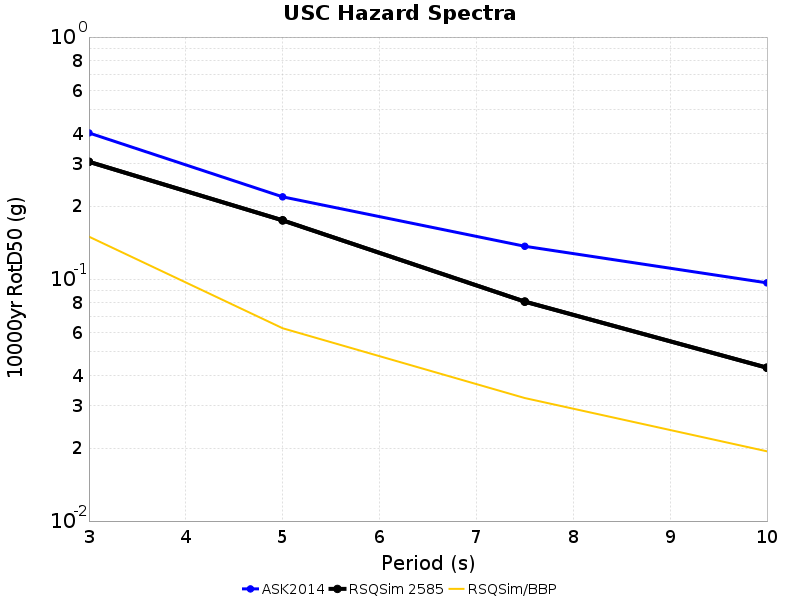 USC Hazard Spectra
10000yr RotD50 (g)
10^0
8
6
4
3
2
10^-1
8
6
4
3
2
10^-2
3 4 5 6 7 8 9 10
Period (s)
ASK2014 RSQSim 2585 RSQSim/BBP